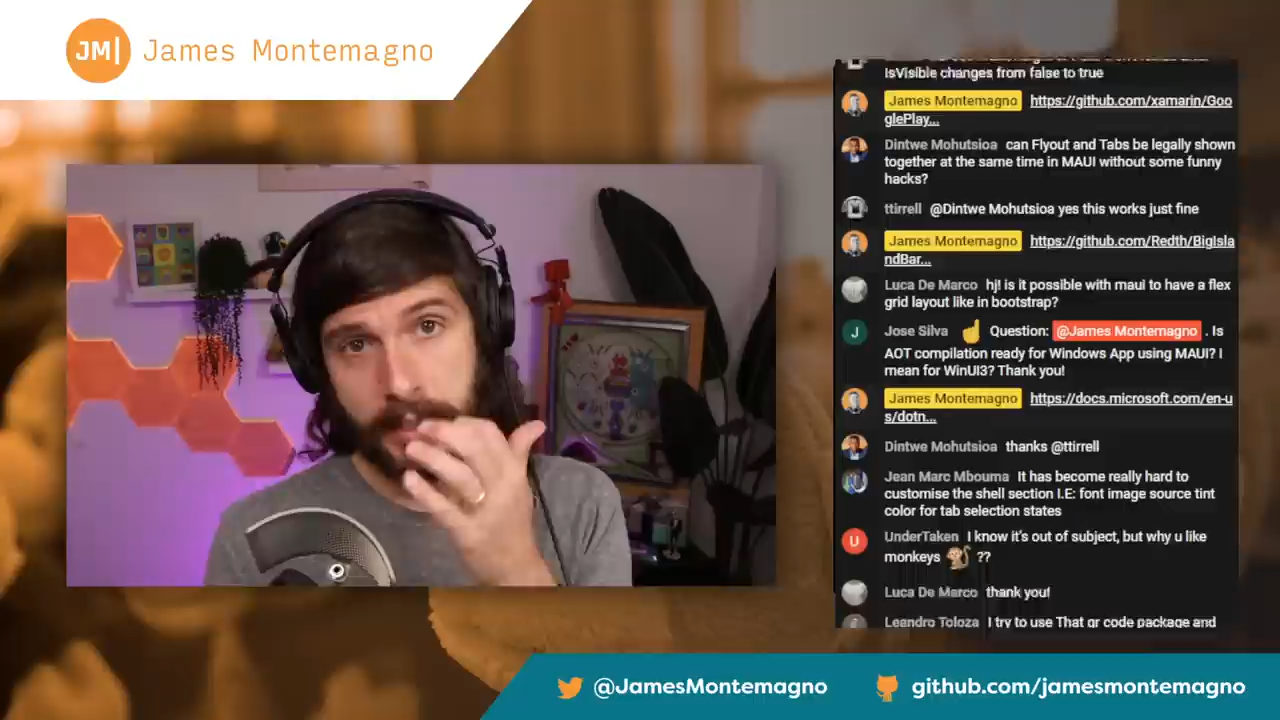 JM|
James Montemagno
IsVisible changes from false to true
James Montemagno https://github.com/xamarin/Goo
glePlay...
Dintwe Mohutsioa can Flyout and Tabs be legally shown
together at the same time in MAUI without some funny
hacks?
ttirrell @Dintwe Mohutsioa yes this works just fine
James Montemagno https://github.com/Redth/BigIsla
ndBar...
Luca De Marco hj! is it possible with maui to have a flex
grid layout like in bootstrap?
J
Jose Silva ☝ Question: @James Montemagno . Is
AOT compilation ready for Windows App using MAUI? I
mean for WinUI3? Thank you!
James Montemagno https://docs.microsoft.com/en-u
s/dotn...
Dintwe Mohutsioa thanks @ttirrell
Jean Marc Mbouma It has become really hard to
customise the shell section I.E: font image source tint
color for tab selection states
U
UnderTaken I know it's out of subject, but why u like
monkeys 🐒 ??
Luca De Marco thank you!
Leandro Toloza I try to use That qr code package and
@JamesMontemagno
github.com/jamesmontemagno